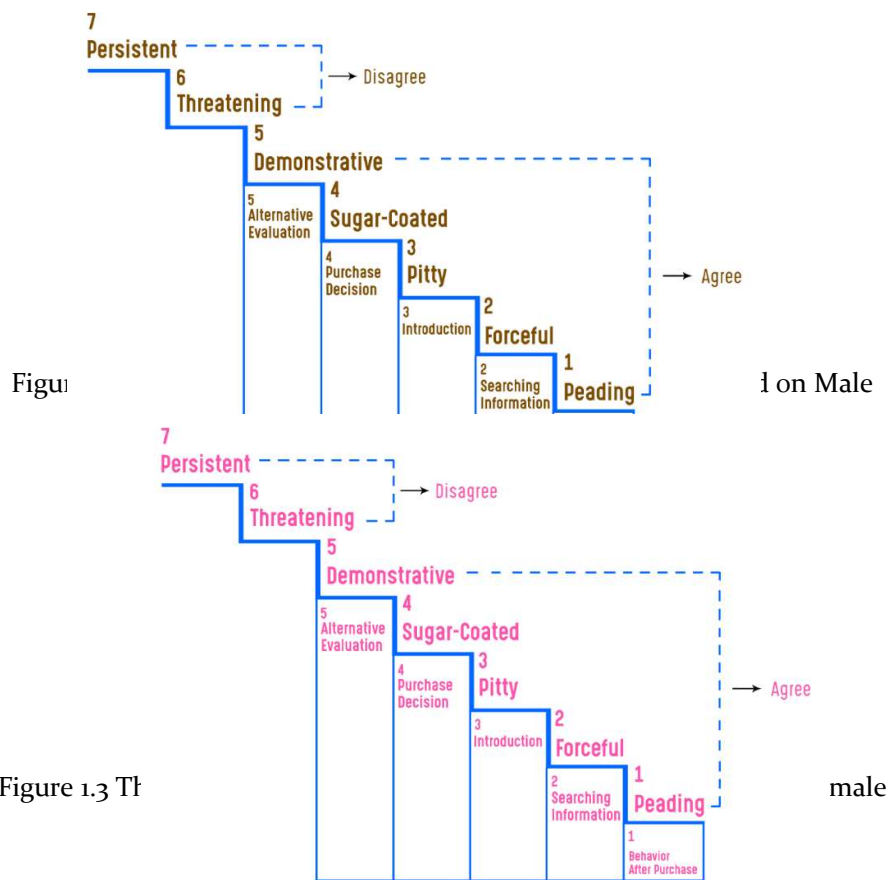 7
Persistent
6
Threatening
Disagree
5
Demonstrative
5
Alternative
Evaluation
4
Sugar-Coated
4
Purchase
Decision
3
Pitty
3
Introduction
Agree
2
Forceful
2
Searching
Information
1
Peading
on Male
7
Persistent
6
Threatening
Disagree
5
Demonstrative
5
Alternative
Evaluation
4
Sugar-Coated
4
Purchase
Decision
3
Pitty
3
Introduction
Agree
2
Forceful
2
Searching
Information
1
Peading
1
Behavior
After Purchase
Figure 1.3 male